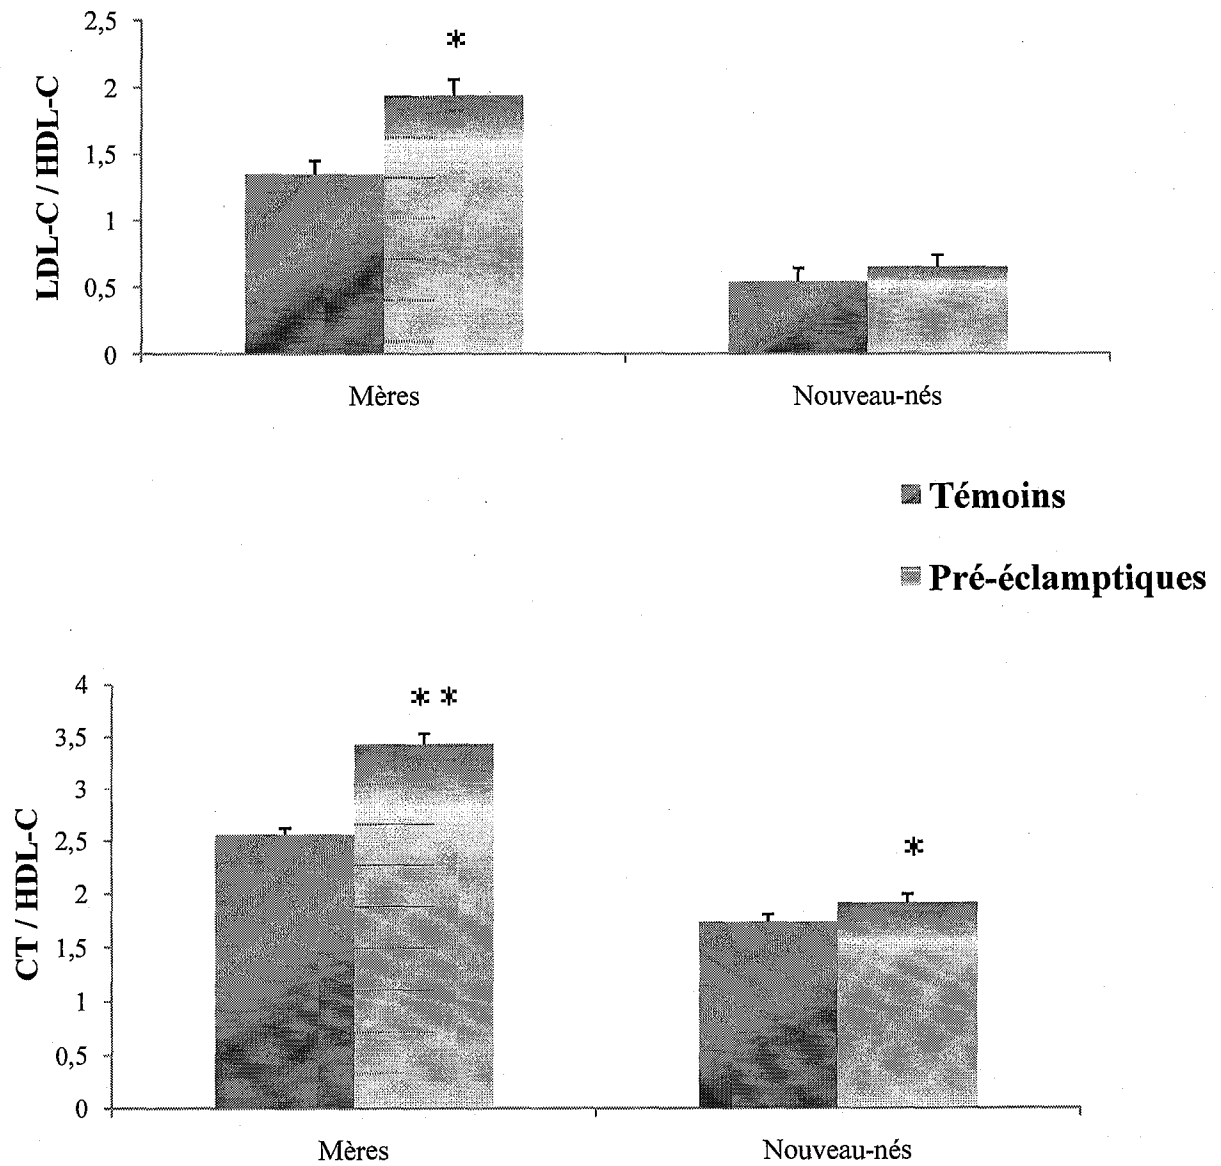 LDL-C / HDL-C
2,5
2
1,5
1
0,5
0
*
Mères
Nouveau-nés
Témoins
Pré-éclamptiques
CT / HDL-C
4
3,5
3
2,5
2
1,5
1
0,5
0
* *
*
Mères
Nouveau-nés